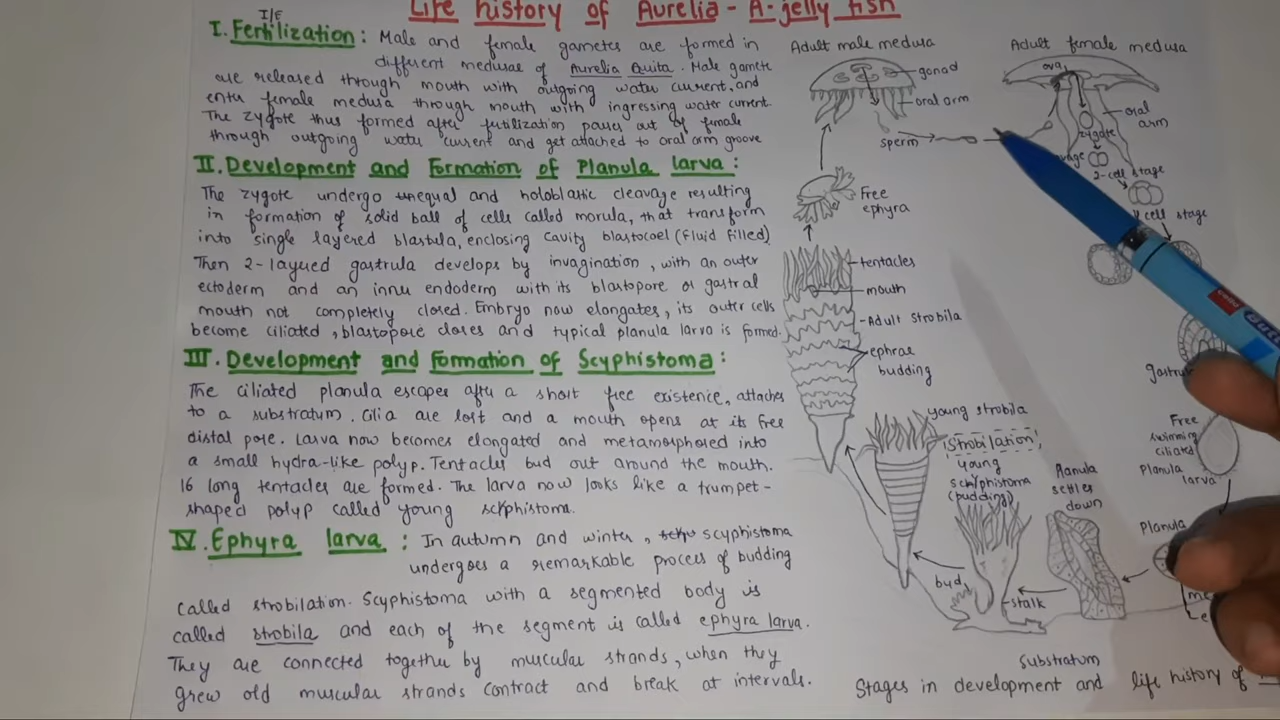 Life history of Aurelia - A-jelly fish
I/E
I. Fertilization: Male and female gametes are formed in
different medusae of Aurelia Aurita. Male gamete
are released through mouth with outgoing water current, and
enter female medusa through mouth with ingressing water current.
The zygote thus formed after fertilization passes out of female
through outgoing water current and get attached to oral arm groove
II. Development and Formation of Planula larva:
The zygote undergo unequal and holoblatic cleavage resulting
in formation of solid ball of cells called morula, that transform
into single layered blastula, enclosing cavity blastocoel (fluid filled)
Then 2-layered gastrula develops by invagination, with an outer
ectoderm and an inner endoderm with its blastopore or gastral
mouth not completely closed. Embryo now elongates, its outer cells
become ciliated, blastopore closes and typical planula larva is formed.
III. Development and Formation of Scyphistoma:
The ciliated planula escapes after a short free existence, attaches
to a substratum. Cilia are lost and a mouth opens at its free
distal pole. Larva now becomes elongated and metamorphosed into
a small hydra-like polyp. Tentacles bud out around the mouth.
16 long tentacles are formed. The larva now looks like a trumpet-
shaped polyp called young scyphistoma.
IV. Ephyra larva: In autumn and winter, scyphistoma
undergoes a remarkable process of budding
called strobilation. Scyphistoma with a segmented body is
called strobila and each of the segment is called ephyra larva.
They are connected together by muscular strands, when they
grew old muscular strands contract and break at intervals.
Adult male medusa
gonad
oral arm
sperm
Free
ephyra
tentacles
mouth
Adult strobila
ephrae
budding
young strobila
Strobilation
young
scyphistoma
(budding)
bud
stalk
Adult female medusa
ova
oral
arm
zygote
2-cell stage
cell stage
Free
swimming
ciliated
Planula
larva
Planula
settles
down
Planula
Substratum
Stages in development and life history of
cello